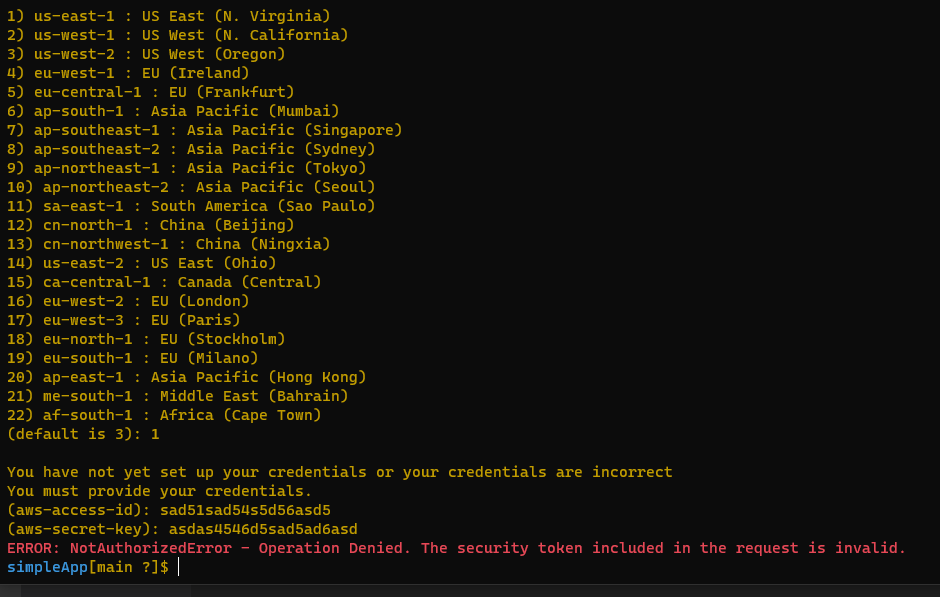 1) us-east-1 : US East (N. Virginia)
2) us-west-1 : US West (N. California)
3) us-west-2 : US West (Oregon)
4) eu-west-1 : EU (Ireland)
5) eu-central-1 : EU (Frankfurt)
6) ap-south-1 : Asia Pacific (Mumbai)
7) ap-southeast-1 : Asia Pacific (Singapore)
8) ap-southeast-2 : Asia Pacific (Sydney)
9) ap-northeast-1 : Asia Pacific (Tokyo)
10) ap-northeast-2 : Asia Pacific (Seoul)
11) sa-east-1 : South America (Sao Paulo)
12) cn-north-1 : China (Beijing)
13) cn-northwest-1 : China (Ningxia)
14) us-east-2 : US East (Ohio)
15) ca-central-1 : Canada (Central)
16) eu-west-2 : EU (London)
17) eu-west-3 : EU (Paris)
18) eu-north-1 : EU (Stockholm)
19) eu-south-1 : EU (Milano)
20) ap-east-1 : Asia Pacific (Hong Kong)
21) me-south-1 : Middle East (Bahrain)
22) af-south-1 : Africa (Cape Town)
(default is 3): 1
You have not yet set up your credentials or your credentials are incorrect
You must provide your credentials.
(aws-access-id): sad51sad54s5d56asd5
(aws-secret-key): asdas4546d5sad5ad6asd
ERROR: NotAuthorizedError - Operation Denied. The security token included in the request is invalid.
simpleApp[main ?]$